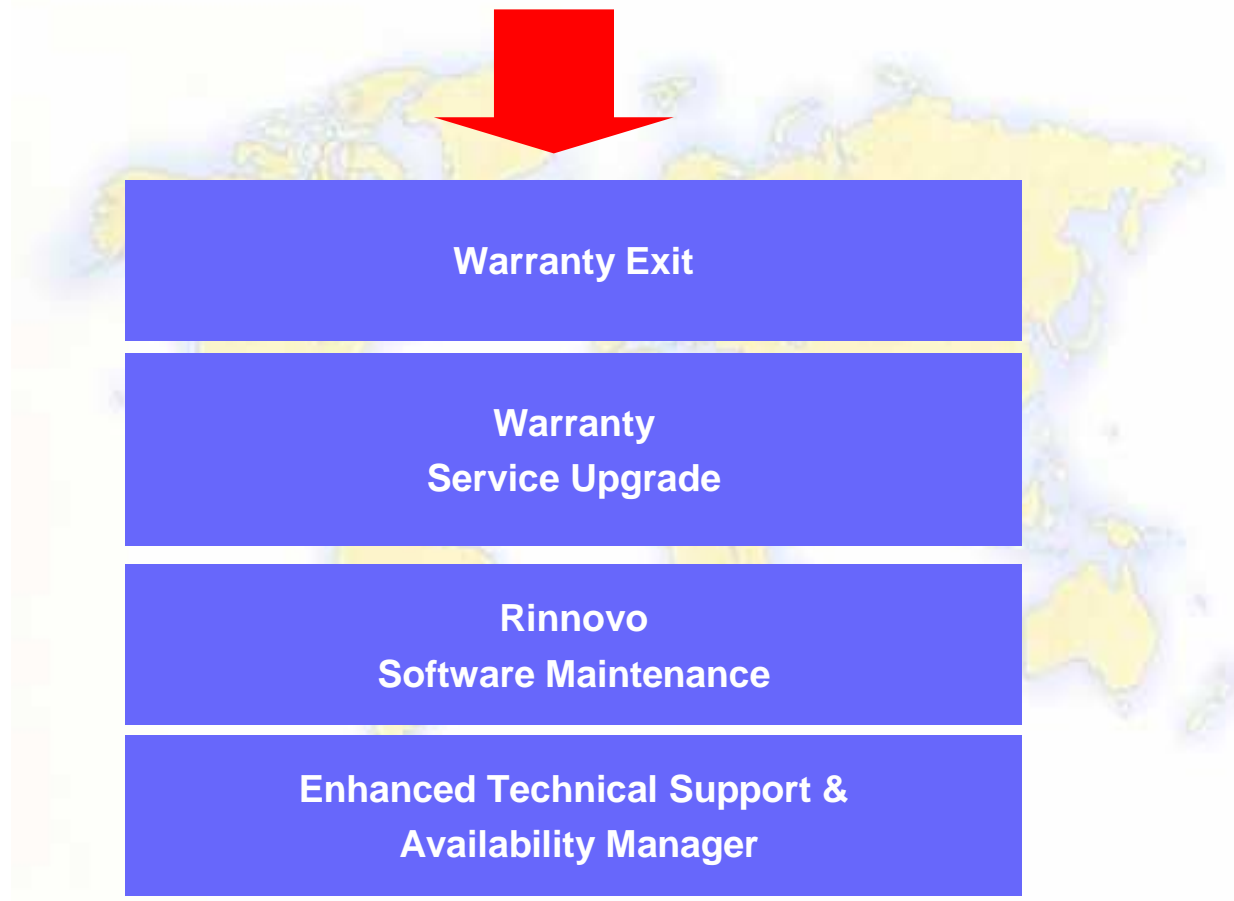 Warranty Exit
Warranty
Service Upgrade
Rinnovo
Software Maintenance
Enhanced Technical Support &
Availability Manager